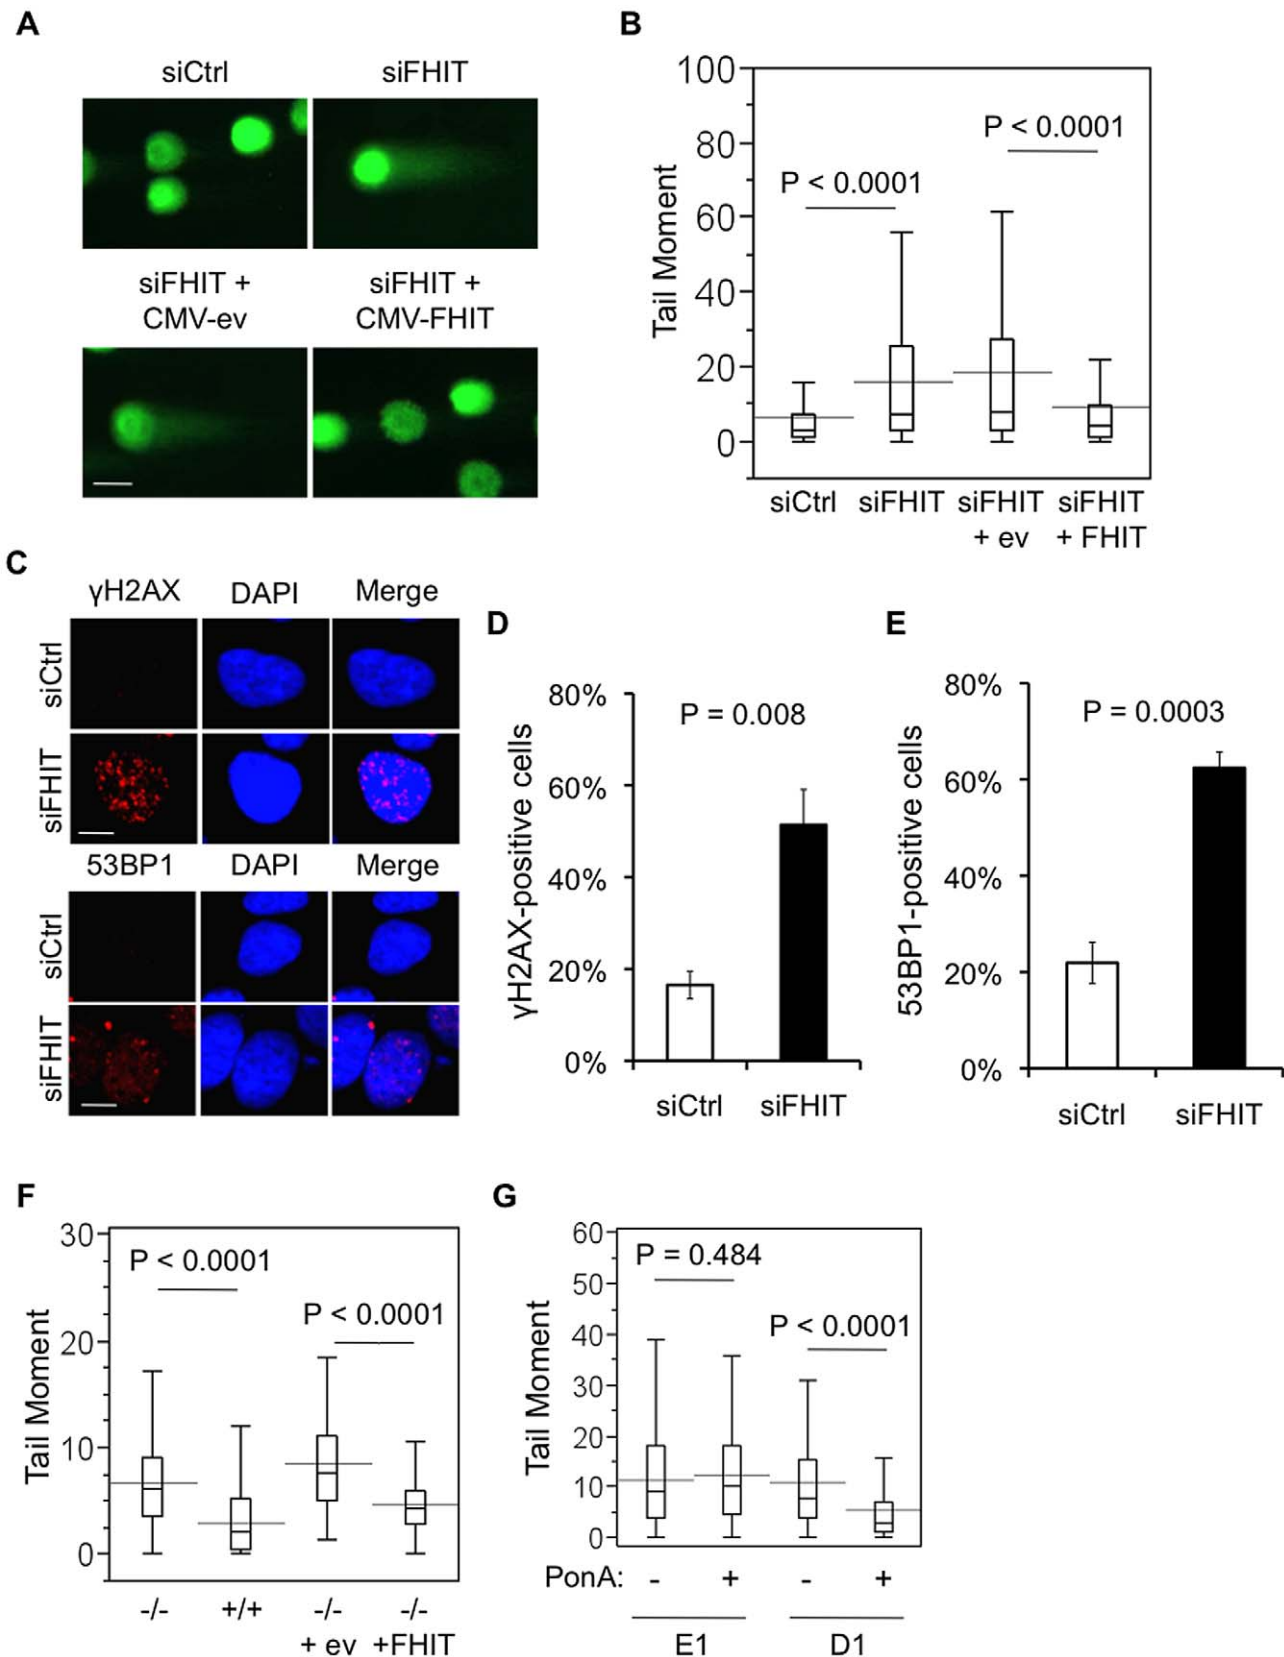 A
siCtrl
siFHIT
siFHIT +
CMV-ev
siFHIT +
CMV-FHIT
B
100
80
60
40
20
0
Tail Moment
P < 0.0001
P < 0.0001
siCtrl
siFHIT
siFHIT
+ ev
siFHIT
+ FHIT
C
γH2AX
DAPI
Merge
siCtrl
siFHIT
53BP1
DAPI
Merge
siCtrl
siFHIT
D
80%
60%
40%
20%
0%
γH2AX-positive cells
P = 0.008
siCtrl
siFHIT
E
80%
60%
40%
20%
0%
53BP1-positive cells
P = 0.0003
siCtrl
siFHIT
F
30
20
10
0
Tail Moment
P < 0.0001
P < 0.0001
-/-
+/+
-/-
+ ev
-/-
+FHIT
G
60
50
40
30
20
10
0
Tail Moment
P = 0.484
P < 0.0001
PonA: - + - +
E1
D1